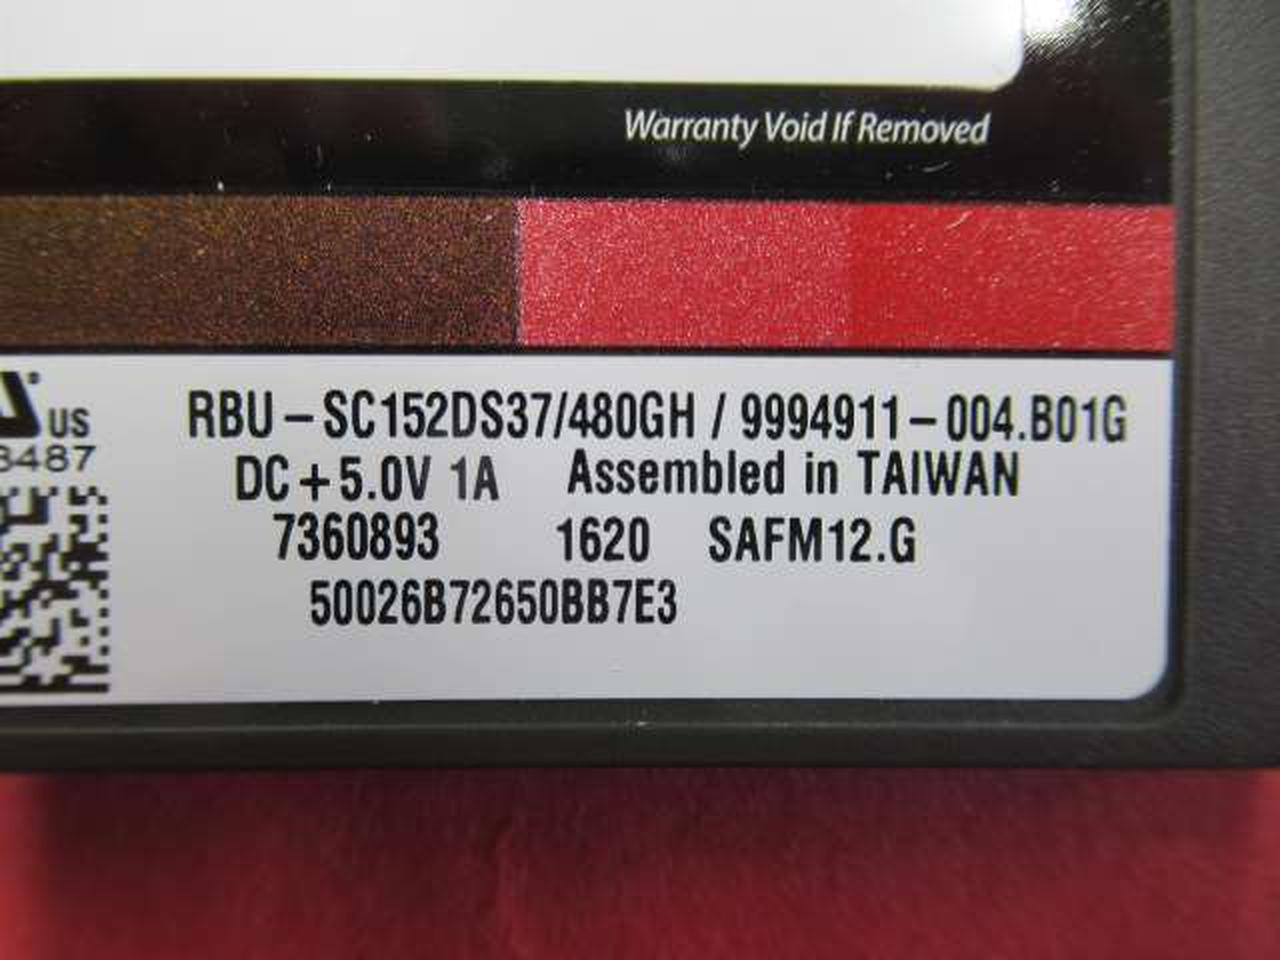 Warranty Void If Removed
RBU-SC152DS37/480GH / 9994911-004.B01G
US
3487
DC+5.0V 1A Assembled in TAIWAN
7360893 1620 SAFM12.G
50026B72650BB7E3